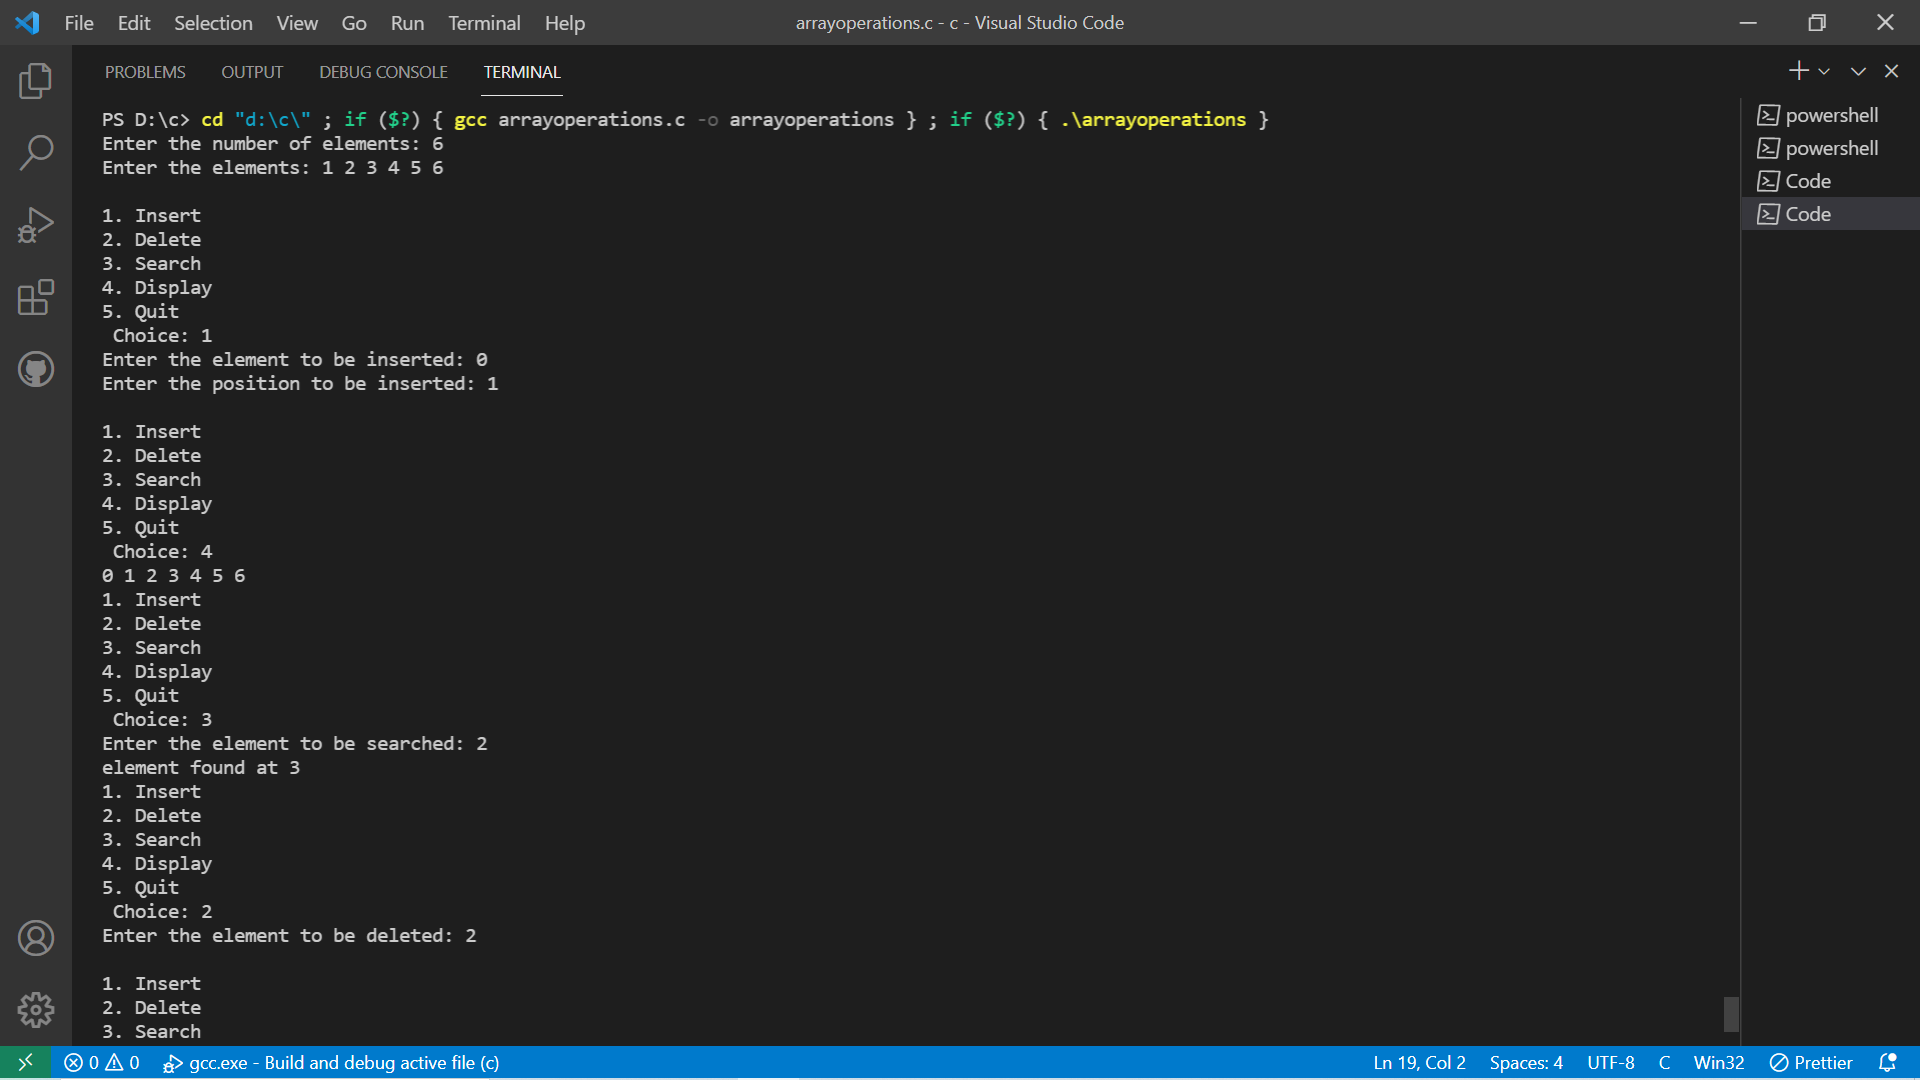 File Edit Selection View Go Run Terminal Help arrayoperations.c - c - Visual Studio Code
PROBLEMS OUTPUT DEBUG CONSOLE TERMINAL
PS D:\c> cd "d:\c\" ; if ($?) { gcc arrayoperations.c -o arrayoperations } ; if ($?) { .\arrayoperations }
Enter the number of elements: 6
Enter the elements: 1 2 3 4 5 6
1. Insert
2. Delete
3. Search
4. Display
5. Quit
Choice: 1
Enter the element to be inserted: 0
Enter the position to be inserted: 1
1. Insert
2. Delete
3. Search
4. Display
5. Quit
Choice: 4
0 1 2 3 4 5 6
1. Insert
2. Delete
3. Search
4. Display
5. Quit
Choice: 3
Enter the element to be searched: 2
element found at 3
1. Insert
2. Delete
3. Search
4. Display
5. Quit
Choice: 2
Enter the element to be deleted: 2
1. Insert
2. Delete
3. Search
powershell
powershell
Code
Code
0 0 gcc.exe - Build and debug active file (c) Ln 19, Col 2 Spaces: 4 UTF-8 C Win32 Prettier